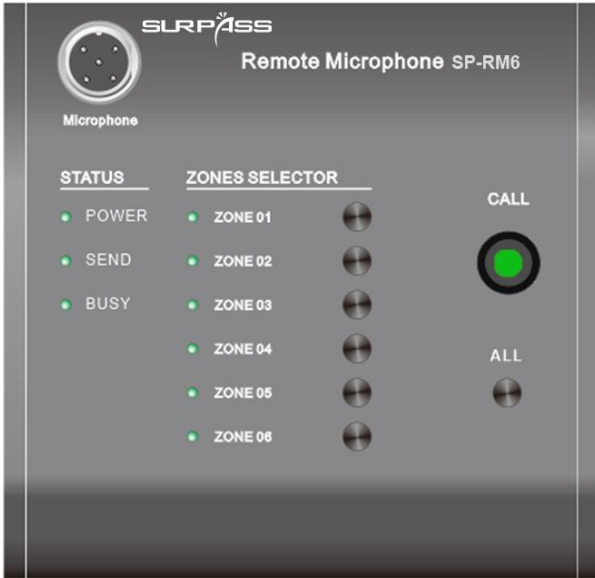 SURPASS
Remote Microphone SP-RM6
Microphone
STATUS
POWER
SEND
BUSY
ZONES SELECTOR
ZONE 01
ZONE 02
ZONE 03
ZONE 04
ZONE 05
ZONE 06
CALL
ALL